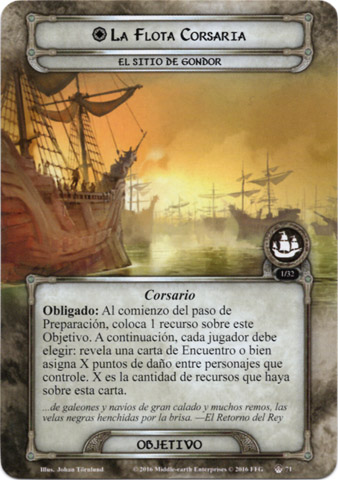 La Flota Corsaria
El Sitio de Gondor
1/32
Corsario
Obligado: Al comienzo del paso de
Preparación, coloca 1 recurso sobre este
Objetivo. A continuación, cada jugador debe
elegir: revela una carta de Encuentro o bien
asigna X puntos de daño entre personajes que
controle. X es la cantidad de recursos que haya
sobre esta carta.
...de galeones y navíos de gran calado y muchos remos, las
velas negras henchidas por la brisa. —El Retorno del Rey
Objetivo
Illus. Johan Törnlund
©2016 Middle-earth Enterprises © 2016 FFG
71